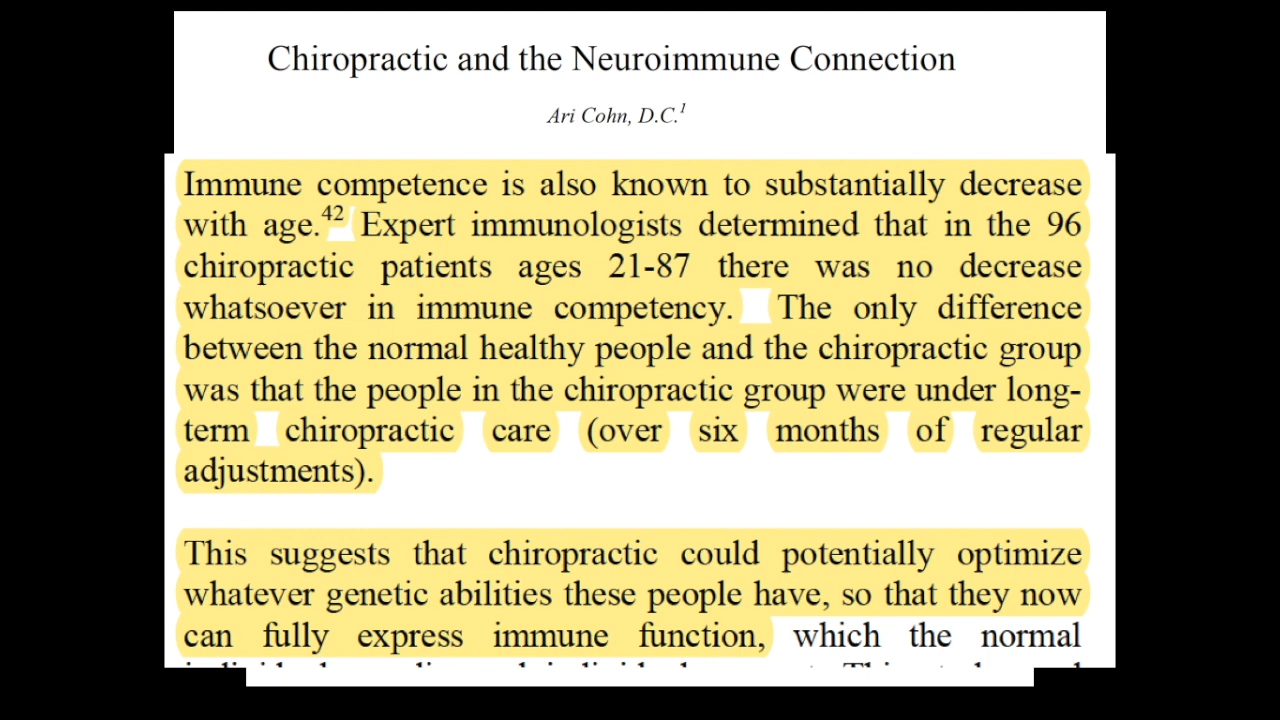 Chiropractic and the Neuroimmune Connection
Ari Cohn, D.C.1
Immune competence is also known to substantially decrease
with age.42 Expert immunologists determined that in the 96
chiropractic patients ages 21-87 there was no decrease
whatsoever in immune competency. The only difference
between the normal healthy people and the chiropractic group
was that the people in the chiropractic group were under long-
term chiropractic care (over six months of regular
adjustments).
This suggests that chiropractic could potentially optimize
whatever genetic abilities these people have, so that they now
can fully express immune function, which the normal